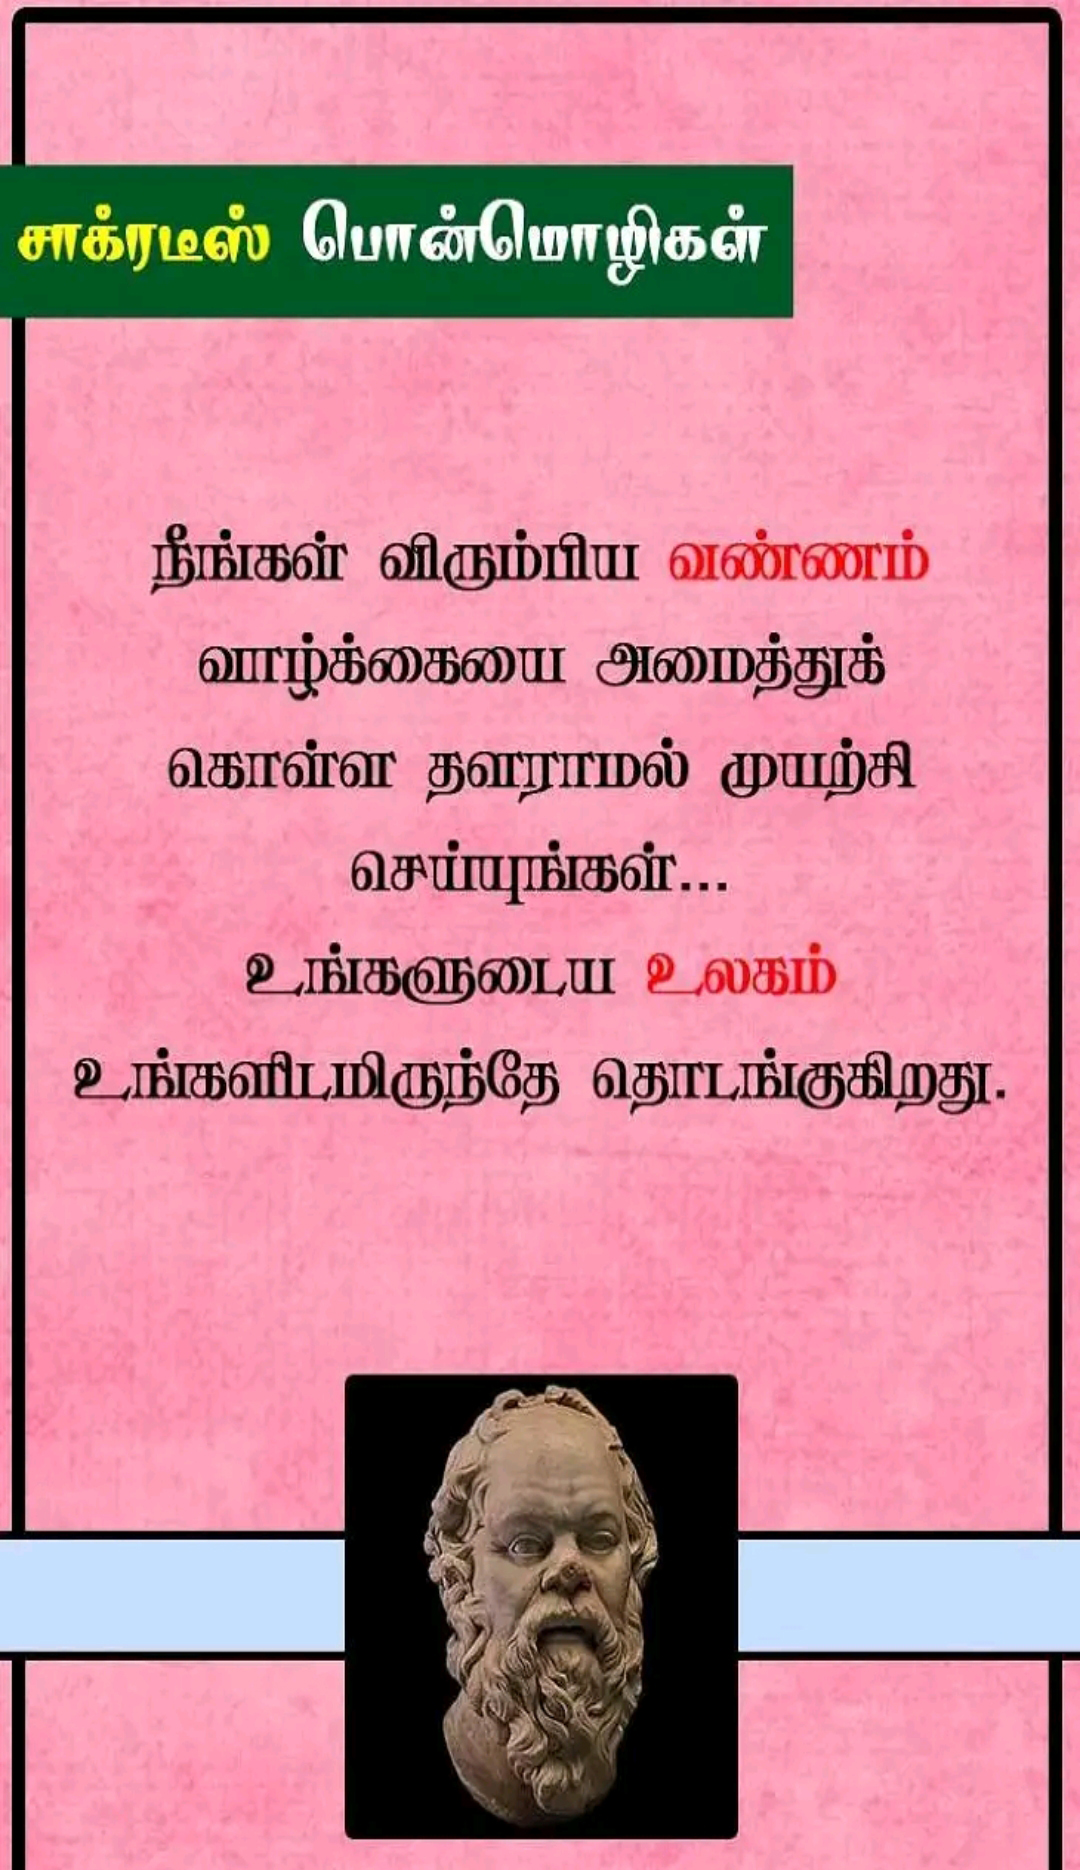 சாக்ரடீஸ் பொன்மொழிகள்
நீங்கள் விரும்பிய வண்ணம்
வாழ்க்கையை அமைத்துக்
கொள்ள தளராமல் முயற்சி
செய்யுங்கள்...
உங்களுடைய உலகம்
உங்களிடமிருந்தே தொடங்குகிறது.